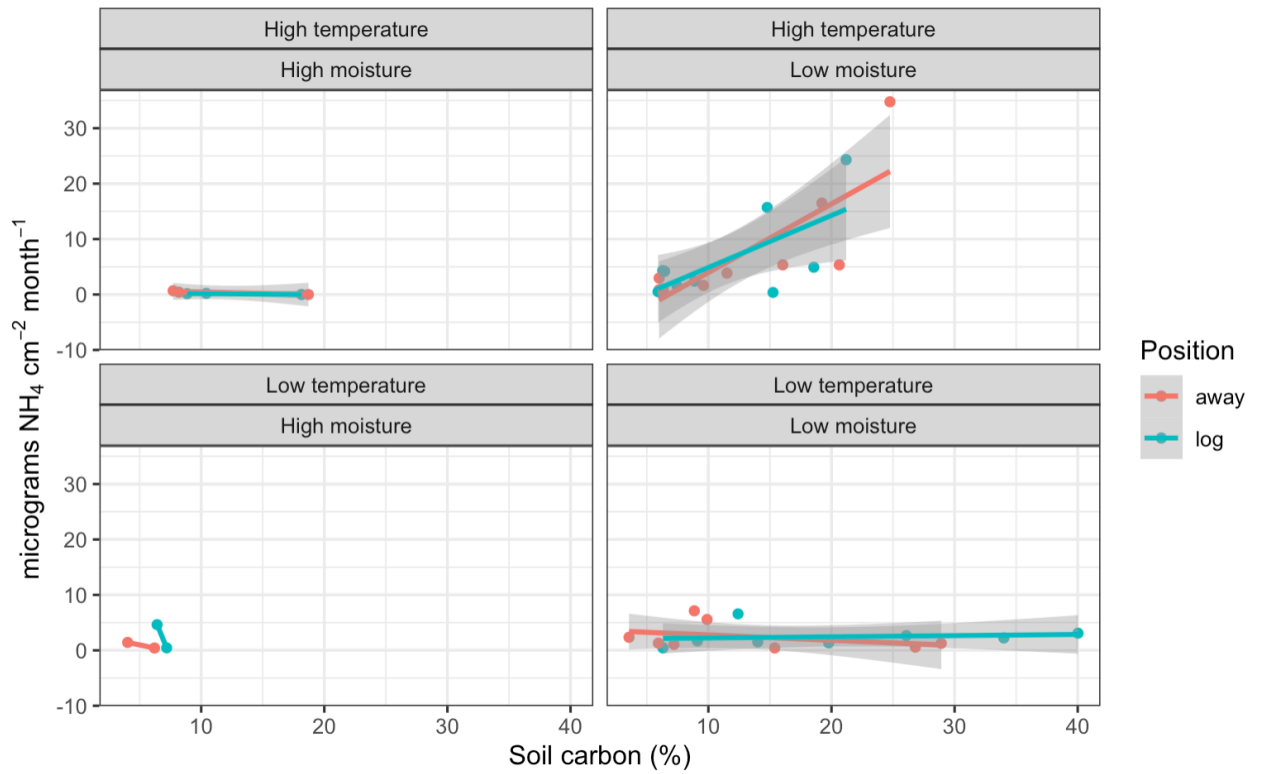 High temperature
High moisture
High temperature
Low moisture
30
20
10
0
-10
Low temperature
High moisture
Low temperature
Low moisture
30
20
10
0
-10
10 20 30 40
10 20 30 40
Soil carbon (%)
micrograms NH₄ cm⁻² month⁻¹
Position
away
log